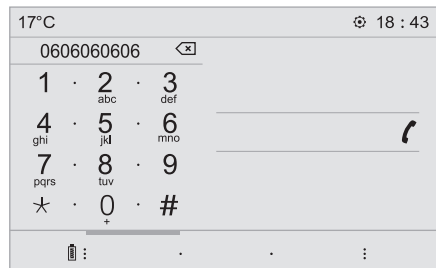 17°C 18 : 43
0606060606
1 · 2 · 3
abc def
4 · 5 · 6
ghi jkl mno
7 · 8 · 9
pqrs tuv
* · 0 · #
+